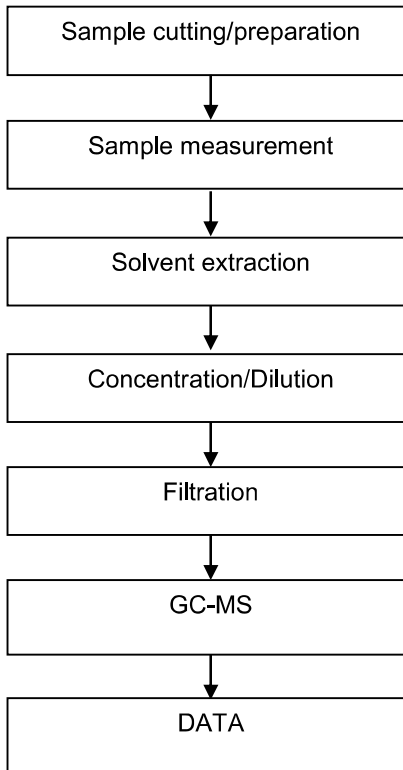 Sample cutting/preparation
Sample measurement
Solvent extraction
Concentration/Dilution
Filtration
GC-MS
DATA